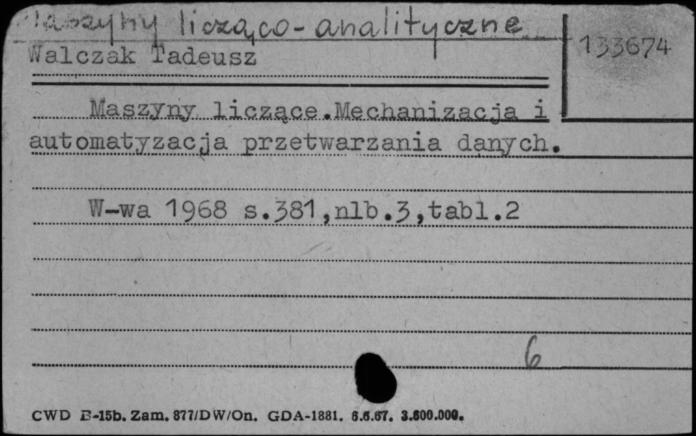 Maszyny licząco-analityczne
133674
Walczak Tadeusz
Maszyny liczące.Mechanizacja i
automatyzacja przetwarzania danych.
W-wa 1968 s.381,nlb.3,tabl.2
6
CWD B-15b. Zam. 877/DW/On. GDA-1881. 6.6.67. 3.600.000.